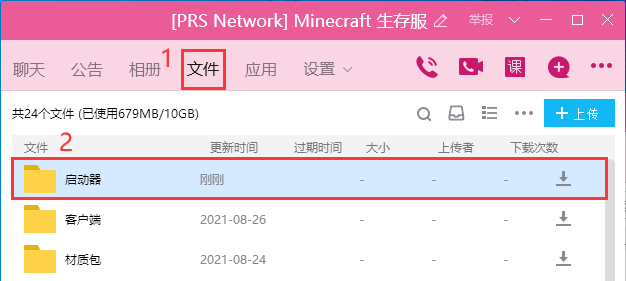 [PRS Network] Minecraft 生存服 举报
1
聊天 公告 相册 文件 应用 设置 课
共24个文件 (已使用679MB/10GB) 上传
2
文件 更新时间 过期时间 大小 上传者 下载次数
启动器 刚刚 - - -
客户端 2021-08-26 - - -
材质包 2021-08-24 - - -